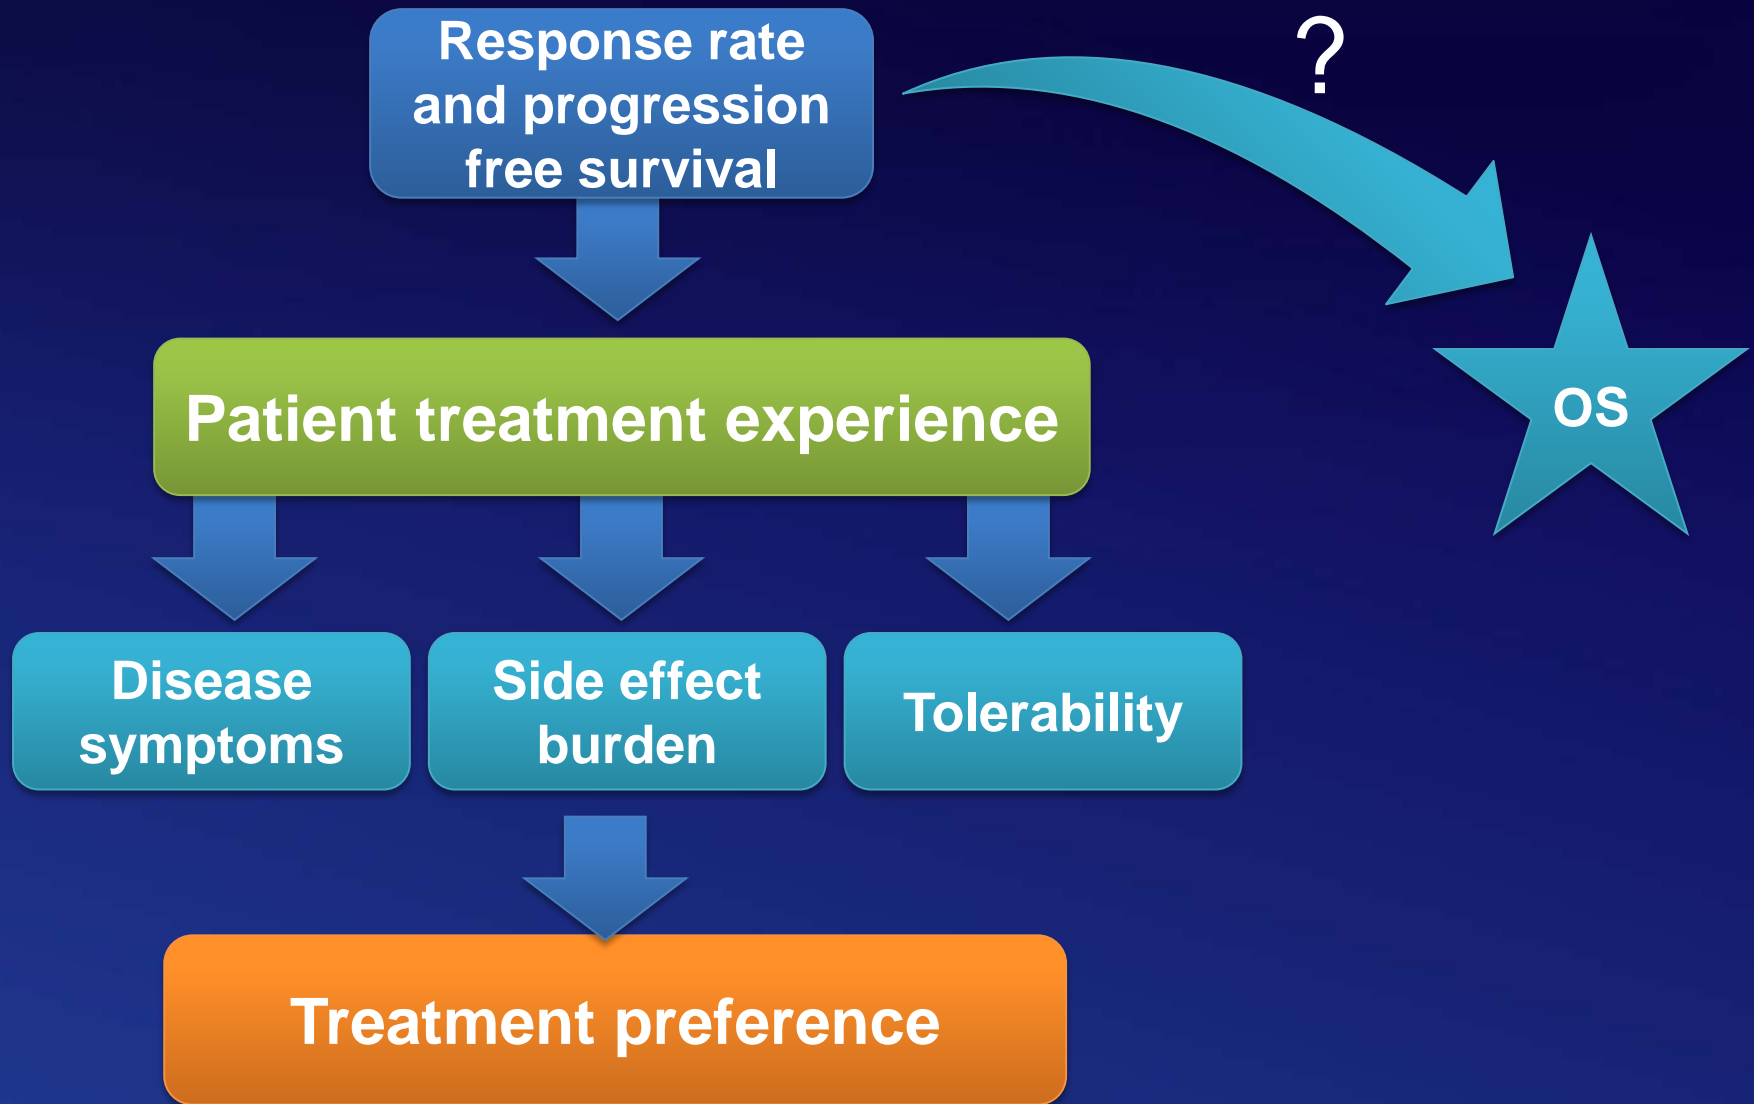 Response rate
and progression
free survival
?
OS
Patient treatment experience
Disease
symptoms
Side effect
burden
Tolerability
Treatment preference